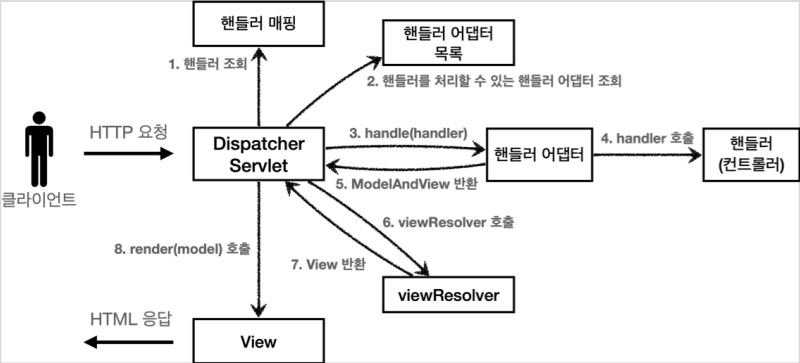 핸들러 매핑
핸들러 어댑터
목록
1. 핸들러 조회
2. 핸들러를 처리할 수 있는 핸들러 어댑터 조회
HTTP 요청
클라이언트
Dispatcher
Servlet
3. handle(handler)
핸들러 어댑터
4. handler 호출
핸들러
(컨트롤러)
5. ModelAndView 반환
6. viewResolver 호출
7. View 반환
8. render(model) 호출
viewResolver
HTML 응답
View